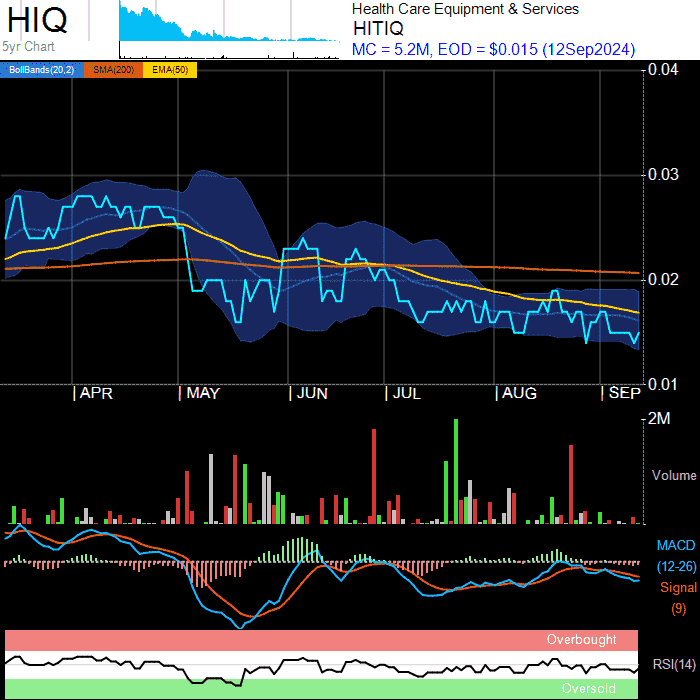 HIQ
5yr Chart
Health Care Equipment & Services
HITIQ
MC = 5.2M, EOD = $0.015 (12Sep2024)
BollBands(20,2) SMA(200) EMA(50)
0.04
0.03
0.02
0.01
APR MAY JUN JUL AUG SEP
2M
Volume
MACD
(12-26)
Signal
(9)
Overbought
RSI(14)
Oversold